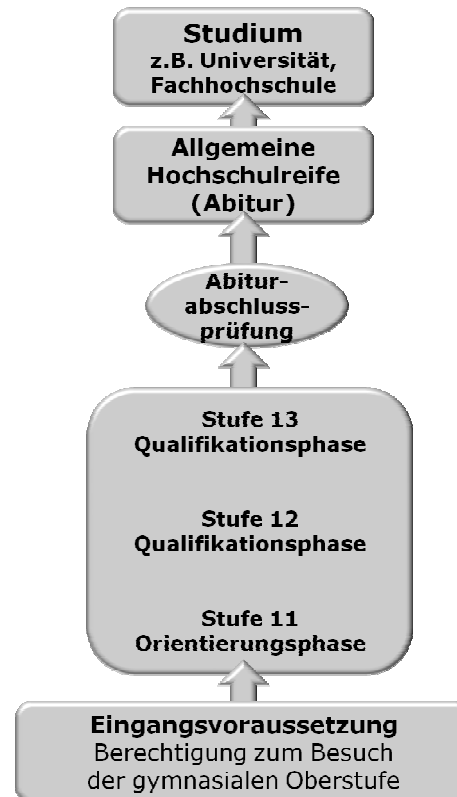 Studium
z.B. Universität,
Fachhochschule
Allgemeine
Hochschulreife
(Abitur)
Abitur-
abschluss-
prüfung
Stufe 13
Qualifikationsphase
Stufe 12
Qualifikationsphase
Stufe 11
Orientierungsphase
Eingangsvoraussetzung
Berechtigung zum Besuch
der gymnasialen Oberstufe